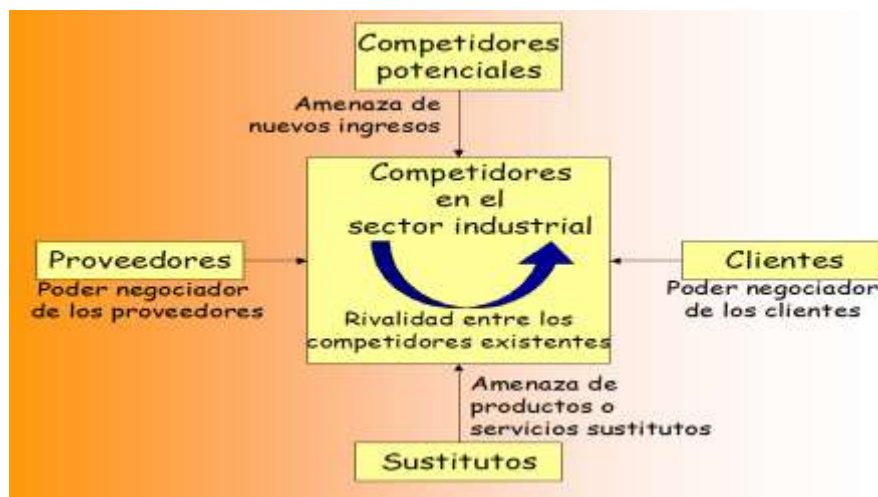 Competidores
potenciales
Amenaza de
nuevos ingresos
Competidores
en el
sector industrial
Proveedores
Poder negociador
de los proveedores
Clientes
Poder negociador
de los clientes
Rivalidad entre los
competidores existentes
Amenaza de
productos o
servicios sustitutos
Sustitutos